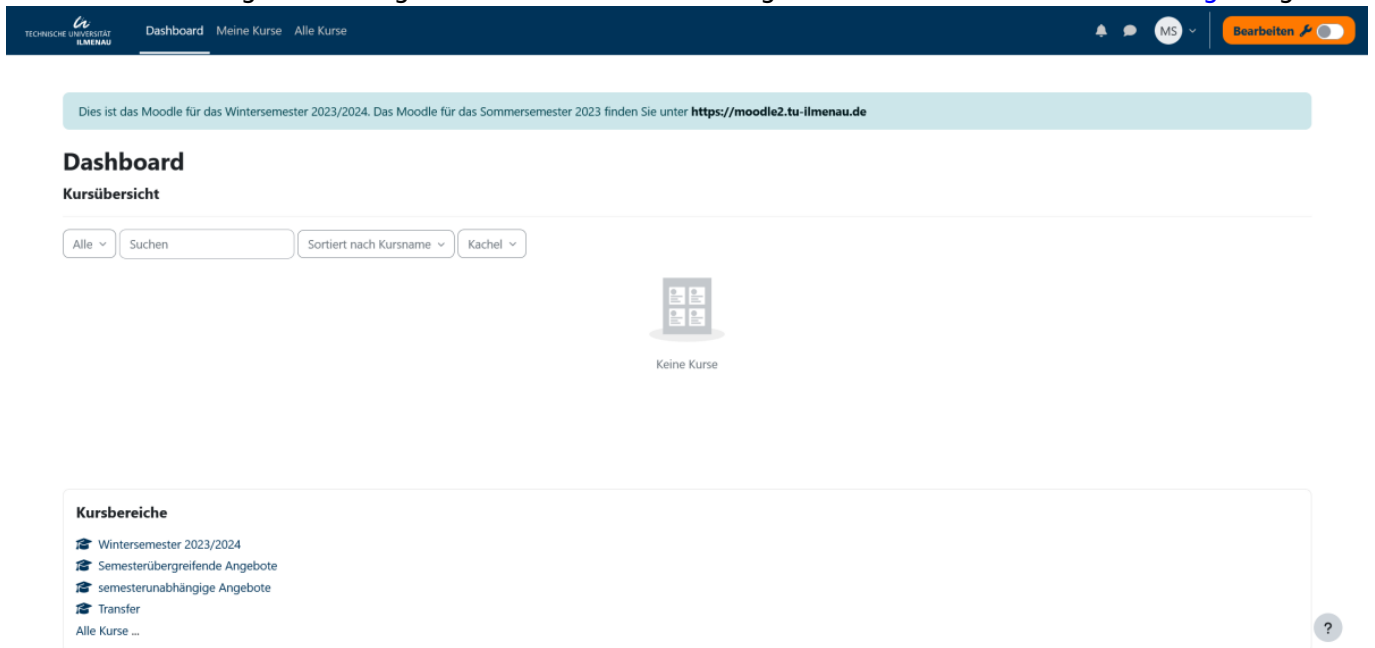 TECHNISCHE UNIVERSITÄT
ILMENAU
Dashboard Meine Kurse Alle Kurse
MS
Bearbeiten
Dies ist das Moodle für das Wintersemester 2023/2024. Das Moodle für das Sommersemester 2023 finden Sie unter https://moodle2.tu-ilmenau.de
Dashboard
Kursübersicht
Alle
Suchen
Sortiert nach Kursname
Kachel
Keine Kurse
Kursbereiche
Wintersemester 2023/2024
Semesterübergreifende Angebote
semesterunabhängige Angebote
Transfer
Alle Kurse ...
?